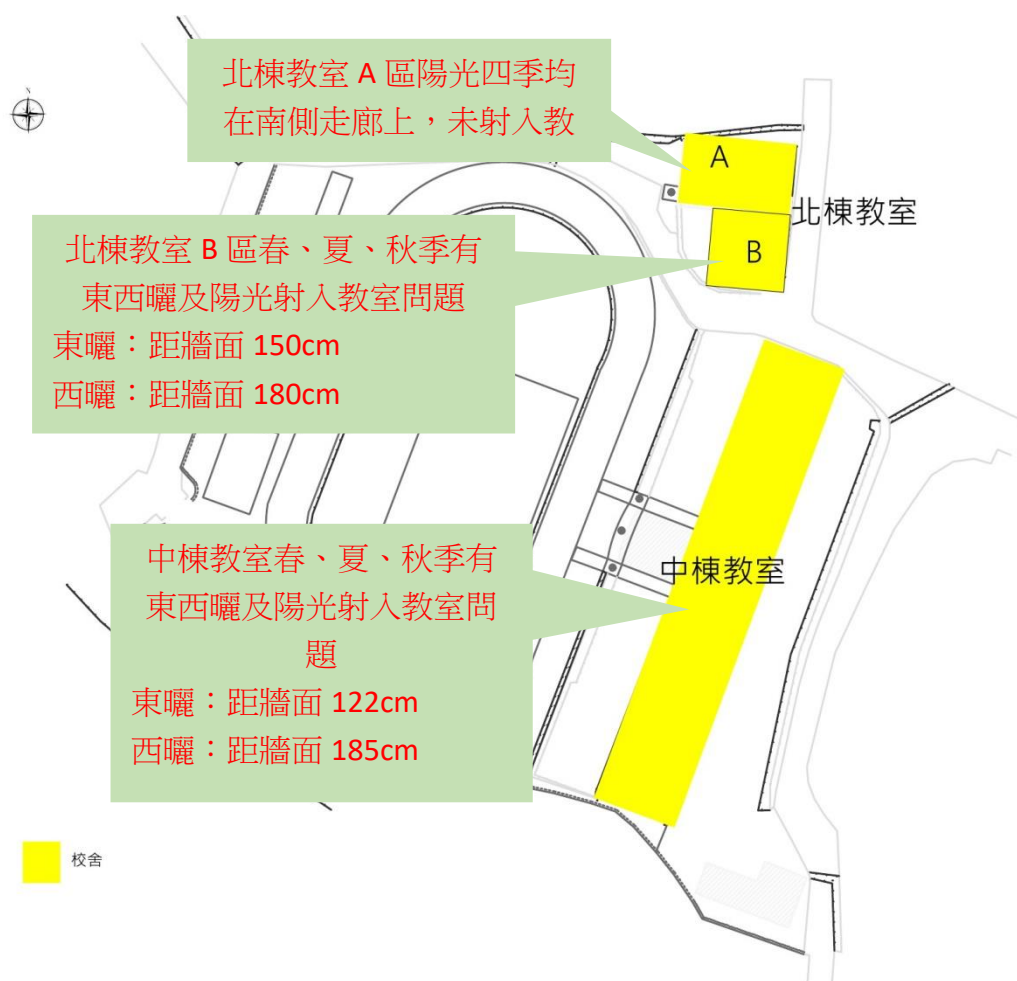 北棟教室 A 區陽光四季均
在南側走廊上，未射入教
A
北棟教室
B
北棟教室 B 區春、夏、秋季有
東西曬及陽光射入教室問題
東曬：距牆面 150cm
西曬：距牆面 180cm
中棟教室
中棟教室春、夏、秋季有
東西曬及陽光射入教室問
題
東曬：距牆面 122cm
西曬：距牆面 185cm
校舍